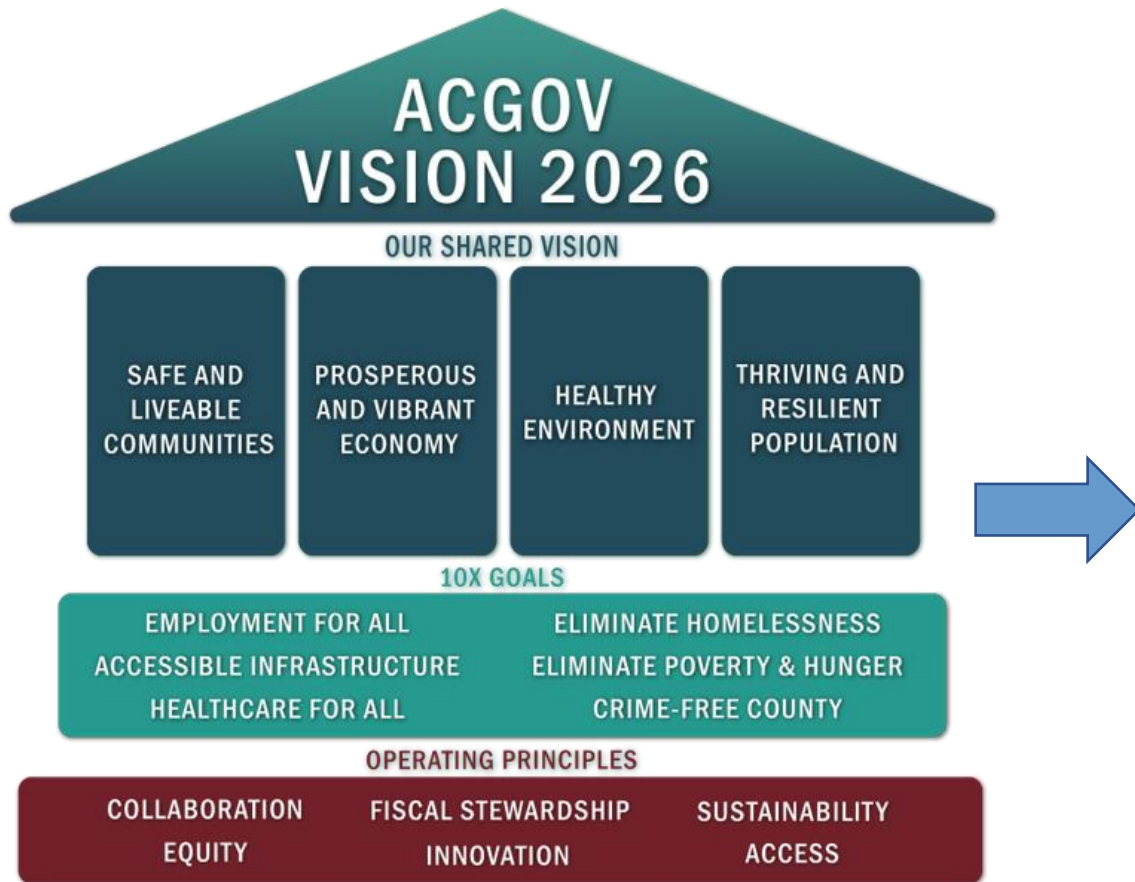 ACGOV
VISION 2026
OUR SHARED VISION
SAFE AND
LIVEABLE
COMMUNITIES
PROSPEROUS
AND VIBRANT
ECONOMY
HEALTHY
ENVIRONMENT
THRIVING AND
RESILIENT
POPULATION
10X GOALS
EMPLOYMENT FOR ALL
ACCESSIBLE INFRASTRUCTURE
HEALTHCARE FOR ALL
ELIMINATE HOMELESSNESS
ELIMINATE POVERTY & HUNGER
CRIME-FREE COUNTY
OPERATING PRINCIPLES
COLLABORATION
EQUITY
FISCAL STEWARDSHIP
INNOVATION
SUSTAINABILITY
ACCESS